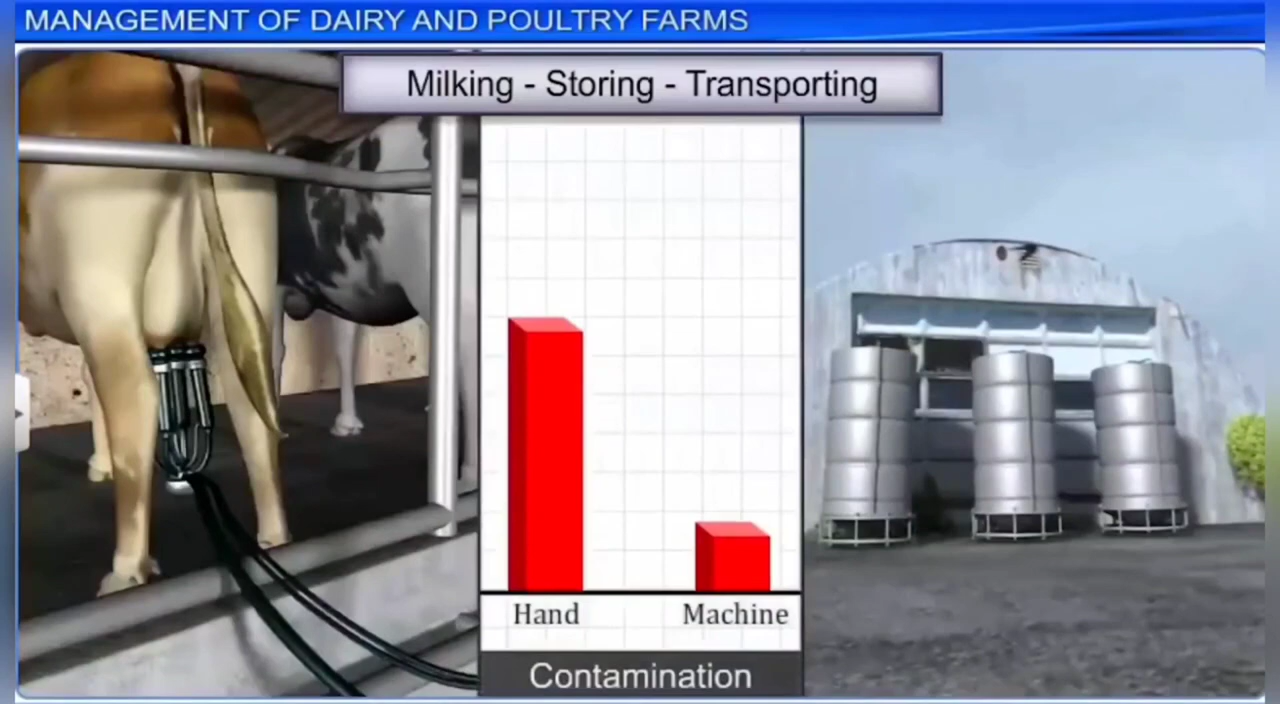 MANAGEMENT OF DAIRY AND POULTRY FARMS
Milking - Storing - Transporting
Hand
Machine
Contamination